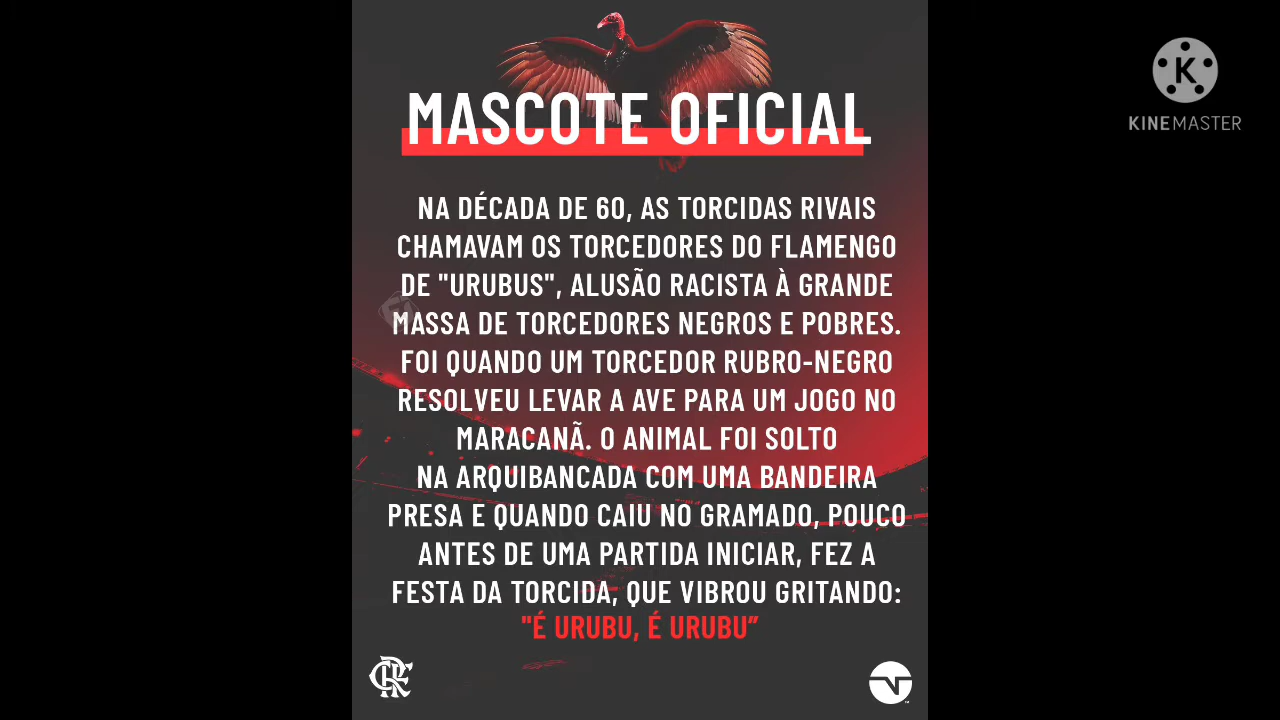 MASCOTE OFICIAL
KINEMASTER
NA DÉCADA DE 60, AS TORCIDAS RIVAIS
CHAMAVAM OS TORCEDORES DO FLAMENGO
DE "URUBUS", ALUSÃO RACISTA À GRANDE
MASSA DE TORCEDORES NEGROS E POBRES.
FOI QUANDO UM TORCEDOR RUBRO-NEGRO
RESOLVEU LEVAR A AVE PARA UM JOGO NO
MARACANÃ. O ANIMAL FOI SOLTO
NA ARQUIBANCADA COM UMA BANDEIRA
PRESA E QUANDO CAIU NO GRAMADO, POUCO
ANTES DE UMA PARTIDA INICIAR, FEZ A
FESTA DA TORCIDA, QUE VIBROU GRITANDO:
"É URUBU, É URUBU”